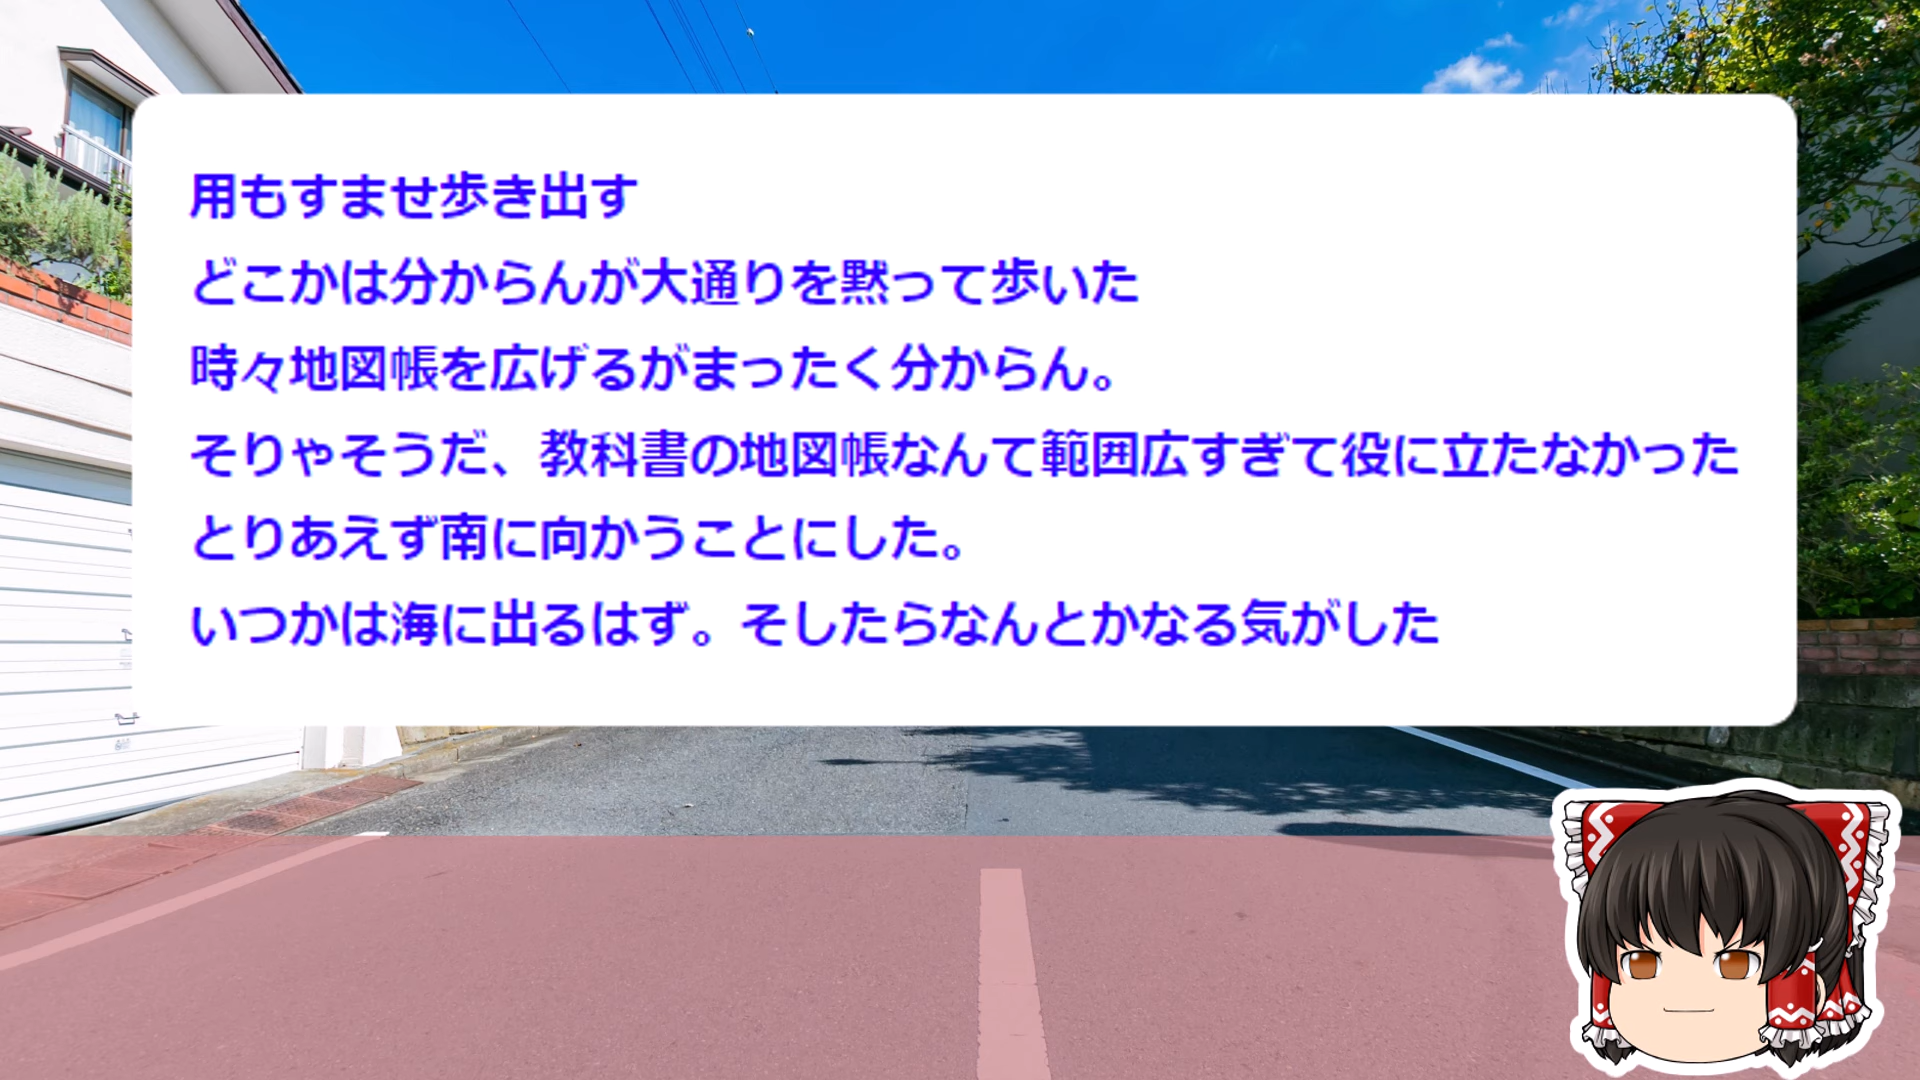 用もすませ歩き出す
どこかは分からんが大通りを黙って歩いた
時々地図帳を広げるがまったく分からん。
そりゃそうだ、教科書の地図帳なんて範囲広すぎて役に立たなかった
とりあえず南に向かうことにした。
いつかは海に出るはず。そしたらなんとかなる気がした